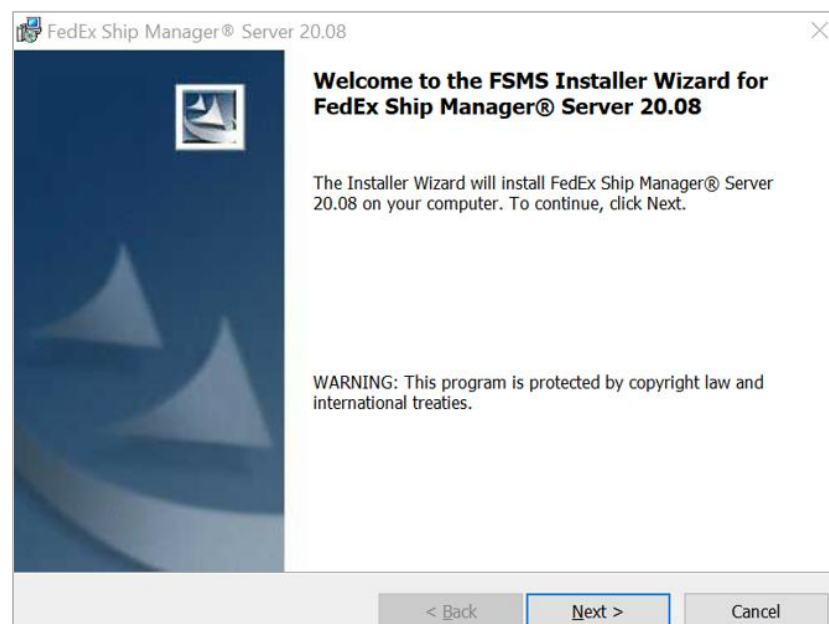 FedEx Ship Manager® Server 20.08
Welcome to the FSMS Installer Wizard for
FedEx Ship Manager® Server 20.08
The Installer Wizard will install FedEx Ship Manager® Server
20.08 on your computer. To continue, click Next.
WARNING: This program is protected by copyright law and
international treaties.
< Back Next > Cancel